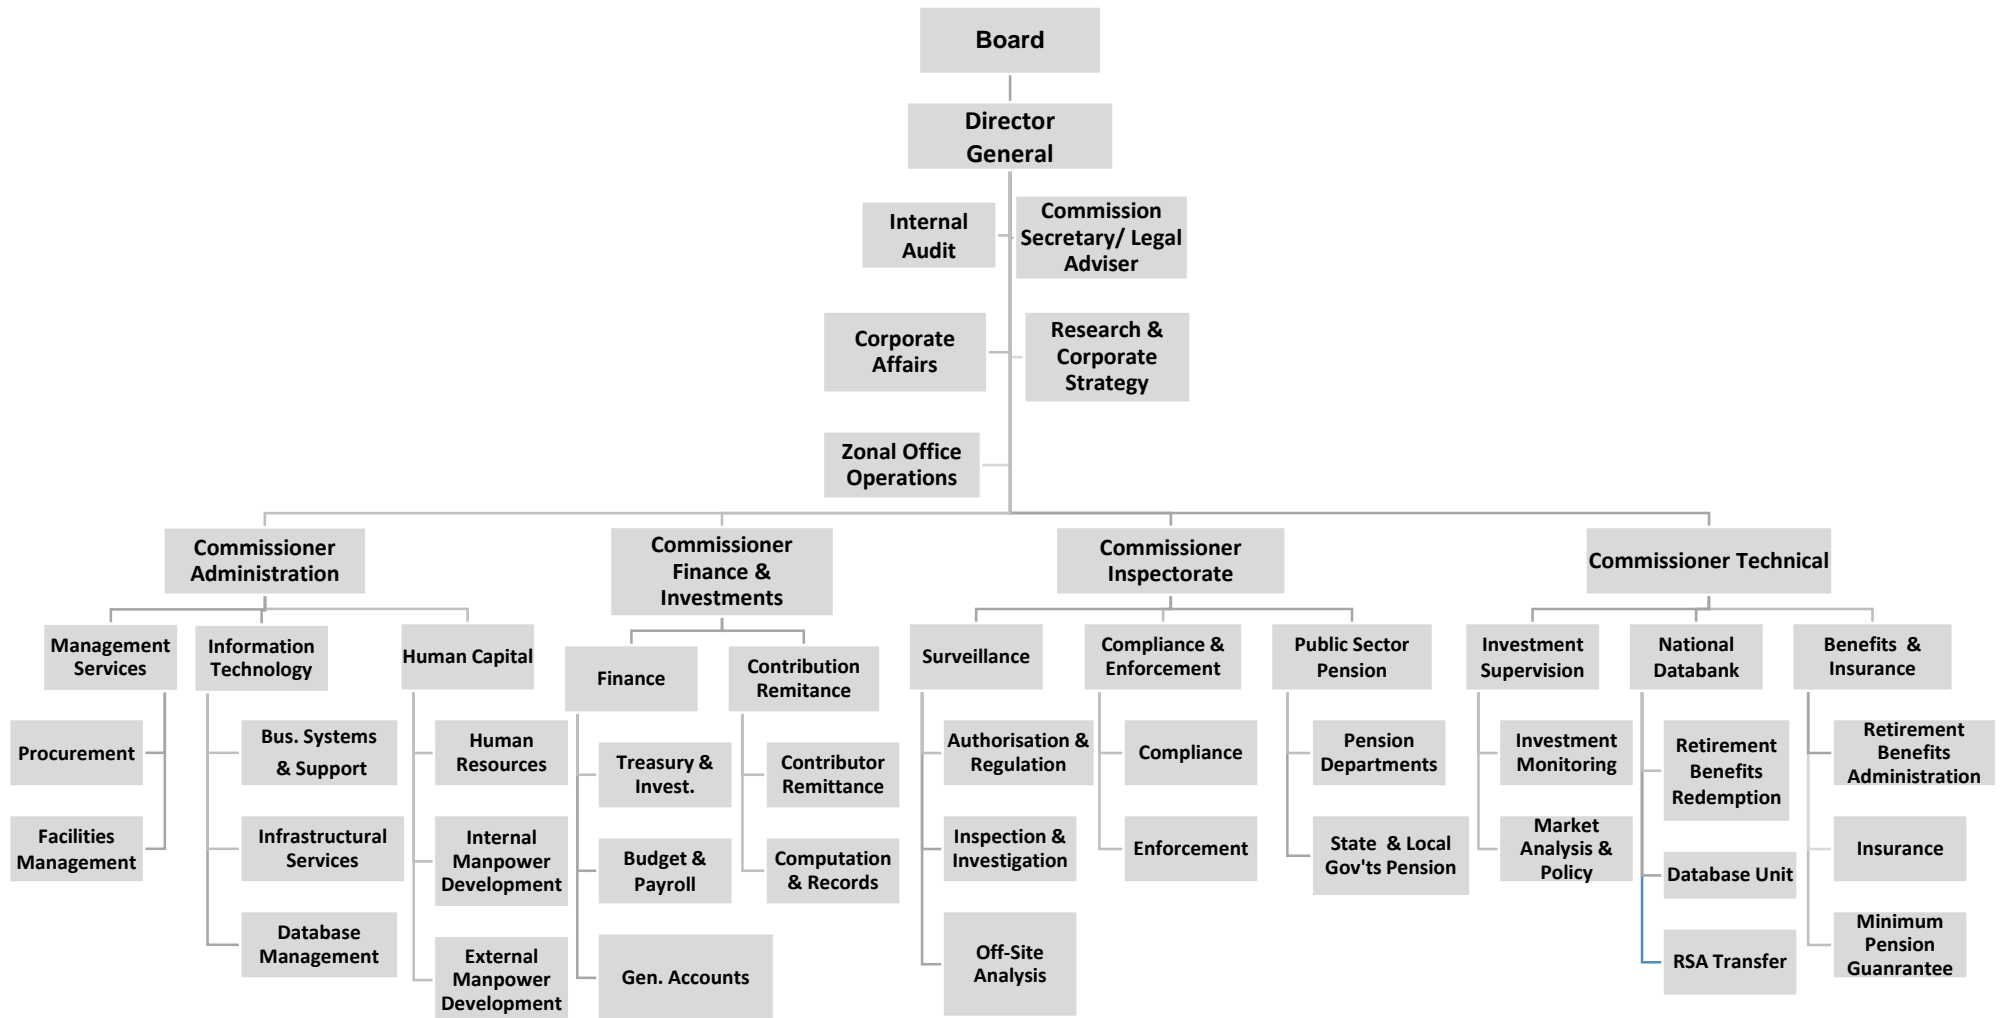 Board
Director
General
Internal
Audit
Commission
Secretary/ Legal
Adviser
Corporate
Affairs
Research &
Corporate
Strategy
Zonal Office
Operations
Commissioner
Administration
Commissioner
Finance &
Investments
Commissioner
Inspectorate
Commissioner Technical
Management
Services
Information
Technology
Human Capital
Finance
Contribution
Remitance
Surveillance
Compliance &
Enforcement
Public Sector
Pension
Investment
Supervision
National
Databank
Benefits &
Insurance
Procurement
Facilities
Management
Bus. Systems
& Support
Infrastructural
Services
Database
Management
Human
Resources
Internal
Manpower
Development
External
Manpower
Development
Treasury &
Invest.
Budget &
Payroll
Gen. Accounts
Contributor
Remittance
Computation
& Records
Authorisation &
Regulation
Inspection &
Investigation
Off-Site
Analysis
Compliance
Enforcement
Pension
Departments
State & Local
Gov'ts Pension
Investment
Monitoring
Market
Analysis &
Policy
Retirement
Benefits
Redemption
Database Unit
RSA Transfer
Retirement
Benefits
Administration
Insurance
Minimum
Pension
Guanrantee